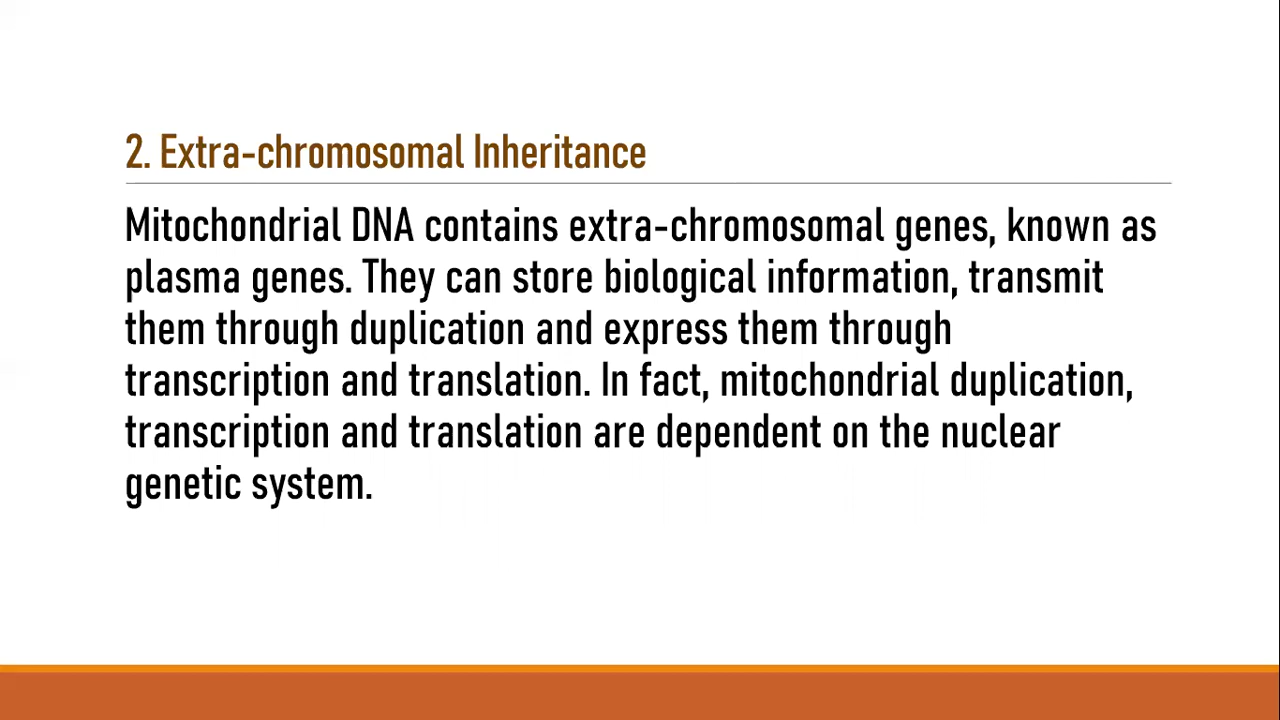 2. Extra-chromosomal Inheritance
Mitochondrial DNA contains extra-chromosomal genes, known as
plasma genes. They can store biological information, transmit
them through duplication and express them through
transcription and translation. In fact, mitochondrial duplication,
transcription and translation are dependent on the nuclear
genetic system.